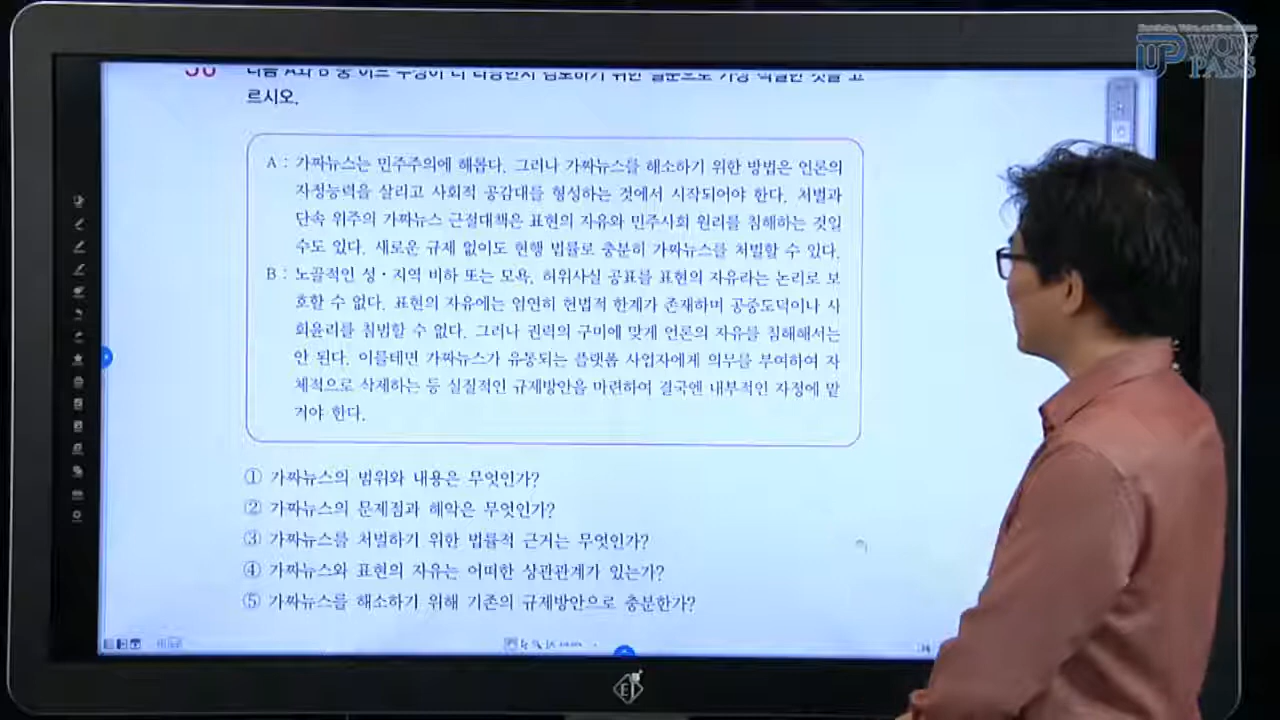 르시오.
A : 가짜뉴스는 민주주의에 해롭다. 그러나 가짜뉴스를 해소하기 위한 방법은 언론의
자정능력을 살리고 사회적 공감대를 형성하는 것에서 시작되어야 한다. 처벌과
단속 위주의 가짜뉴스 근절대책은 표현의 자유와 민주사회 원리를 침해하는 것일
수도 있다. 새로운 규제 없이도 현행 법률로 충분히 가짜뉴스를 처벌할 수 있다.
B : 노골적인 성·지역 비하 또는 모욕, 허위사실 공표를 표현의 자유라는 논리로 보
호할 수 없다. 표현의 자유에는 엄연히 헌법적 한계가 존재하며 공중도덕이나 사
회윤리를 침범할 수 없다. 그러나 권력의 구미에 맞게 언론의 자유를 침해해서는
안 된다. 이를테면 가짜뉴스가 유통되는 플랫폼 사업자에게 의무를 부여하여 자
체적으로 삭제하는 등 실질적인 규제방안을 마련하여 결국엔 내부적인 자정에 맡
겨야 한다.
① 가짜뉴스의 범위와 내용은 무엇인가?
② 가짜뉴스의 문제점과 해악은 무엇인가?
③ 가짜뉴스를 처벌하기 위한 법률적 근거는 무엇인가?
④ 가짜뉴스와 표현의 자유는 어떠한 상관관계가 있는가?
⑤ 가짜뉴스를 해소하기 위해 기존의 규제방안으로 충분한가?
UP WOW
PASS